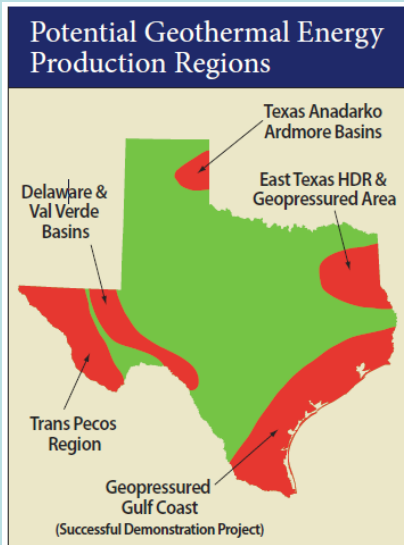 Potential Geothermal Energy
Production Regions
Texas Anadarko
Ardmore Basins
East Texas HDR &
Geopressured Area
Delaware &
Val Verde
Basins
Trans Pecos
Region
Geopressured
Gulf Coast
(Successful Demonstration Project)